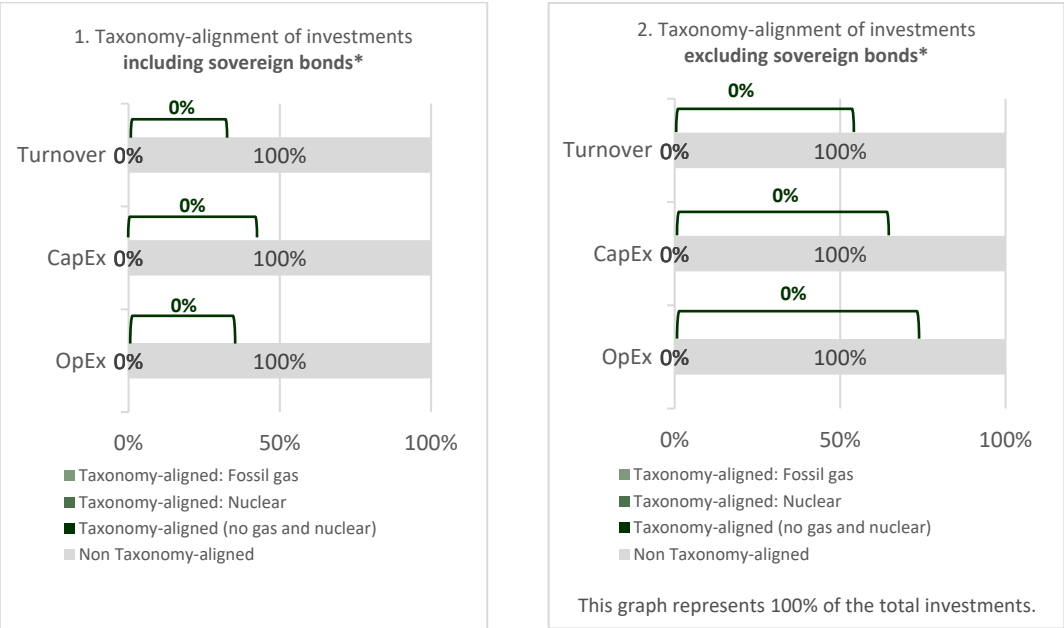 1. Taxonomy-alignment of investments
including sovereign bonds*
0%
Turnover 0% 100%
0%
CapEx 0% 100%
0%
OpEx 0% 100%
0% 50% 100%
Taxonomy-aligned: Fossil gas
Taxonomy-aligned: Nuclear
Taxonomy-aligned (no gas and nuclear)
Non Taxonomy-aligned
2. Taxonomy-alignment of investments
excluding sovereign bonds*
0%
Turnover 0% 100%
0%
CapEx 0% 100%
0%
OpEx 0% 100%
0% 50% 100%
Taxonomy-aligned: Fossil gas
Taxonomy-aligned: Nuclear
Taxonomy-aligned (no gas and nuclear)
Non Taxonomy-aligned
This graph represents 100% of the total investments.